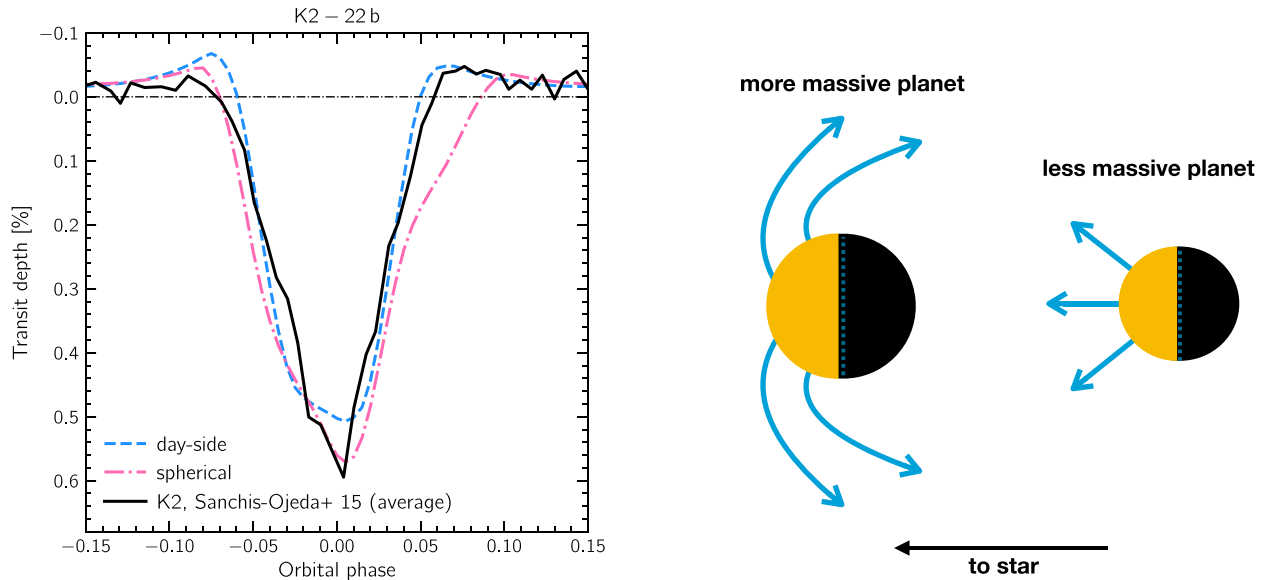 K2 − 22 b
−0.1
0.0
0.1
0.2
0.3
0.4
0.5
0.6
Transit depth [%]
day-side
spherical
K2, Sanchis-Ojeda+ 15 (average)
−0.15
−0.10
−0.05
0.00
0.05
0.10
0.15
Orbital phase
more massive planet
less massive planet
to star